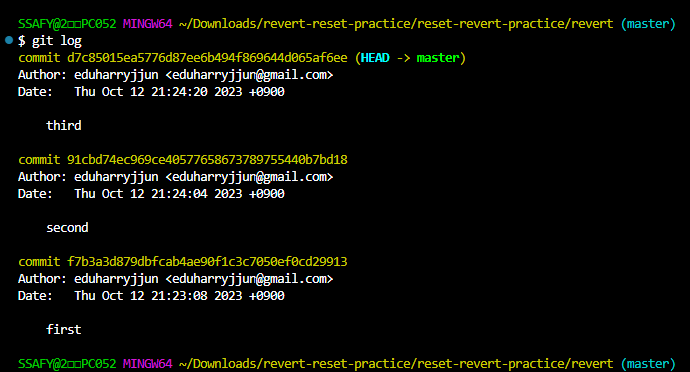 SSAFY@2□□PC052 MINGW64 ~/Downloads/revert-reset-practice/reset-revert-practice/revert (master)
$ git log
commit d7c85015ea5776d87ee6b494f869644d065af6ee (HEAD -> master)
Author: eduharryjjun <eduharryjjun@gmail.com>
Date:   Thu Oct 12 21:24:20 2023 +0900
third
commit 91cbd74ec969ce40577658673789755440b7bd18
Author: eduharryjjun <eduharryjjun@gmail.com>
Date:   Thu Oct 12 21:24:04 2023 +0900
second
commit f7b3a3d879dbfcab4ae90f1c3c7050ef0cd29913
Author: eduharryjjun <eduharryjjun@gmail.com>
Date:   Thu Oct 12 21:23:08 2023 +0900
first
SSAFY@2□□PC052 MINGW64 ~/Downloads/revert-reset-practice/reset-revert-practice/revert (master)